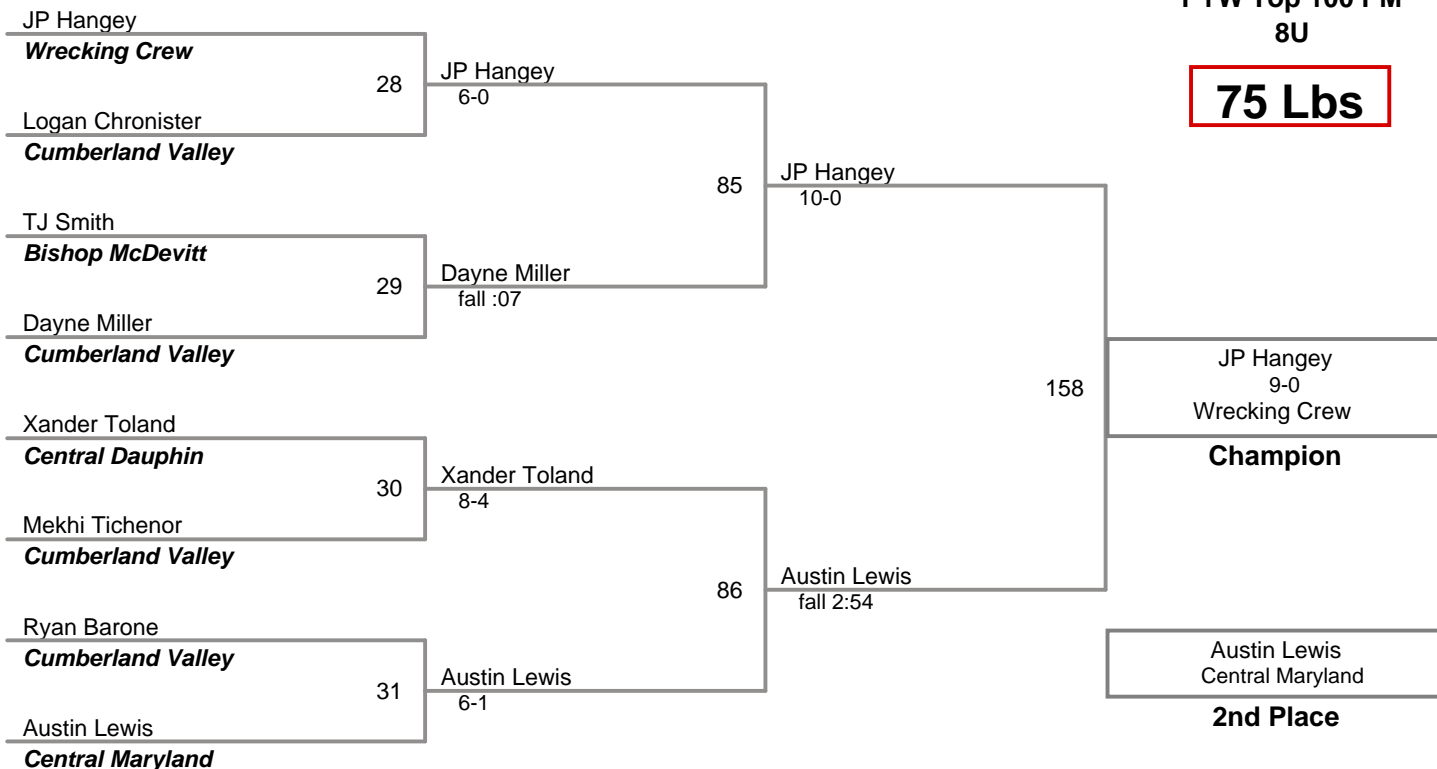 8U
75 Lbs
JP Hangey
Wrecking Crew
28
Logan Chronister
Cumberland Valley
JP Hangey
6-0
TJ Smith
Bishop McDevitt
29
Dayne Miller
Cumberland Valley
Dayne Miller
fall :07
85
JP Hangey
10-0
Xander Toland
Central Dauphin
30
Mekhi Tichenor
Cumberland Valley
Xander Toland
8-4
Ryan Barone
Cumberland Valley
31
Austin Lewis
Central Maryland
Austin Lewis
6-1
86
Austin Lewis
fall 2:54
158
JP Hangey
9-0
Wrecking Crew
Champion
Austin Lewis
Central Maryland
2nd Place